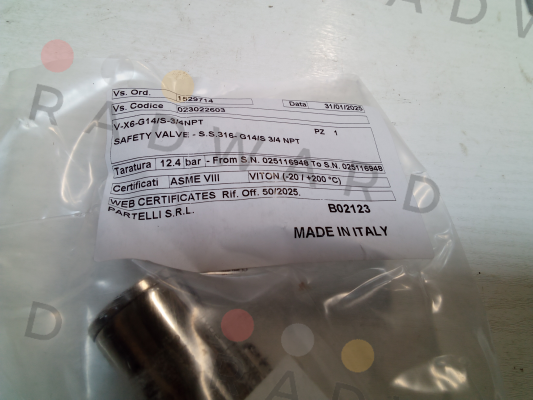 Vs. Ord. 1529714 Data 31/01/2025
Vs. Codice 023022603
V-X6-G14/S-3/4NPT
SAFETY VALVE - S.S.316- G14/S 3/4 NPT PZ 1
Taratura 12.4 bar - From S.N. 025116948 To S.N. 025116948
Certificati ASME VIII VITON (-20 / +200 °C)
WEB CERTIFICATES Rif. Off. 50/2025.
PARTELLI S.R.L. B02123
MADE IN ITALY
RADWARD
RADWARD